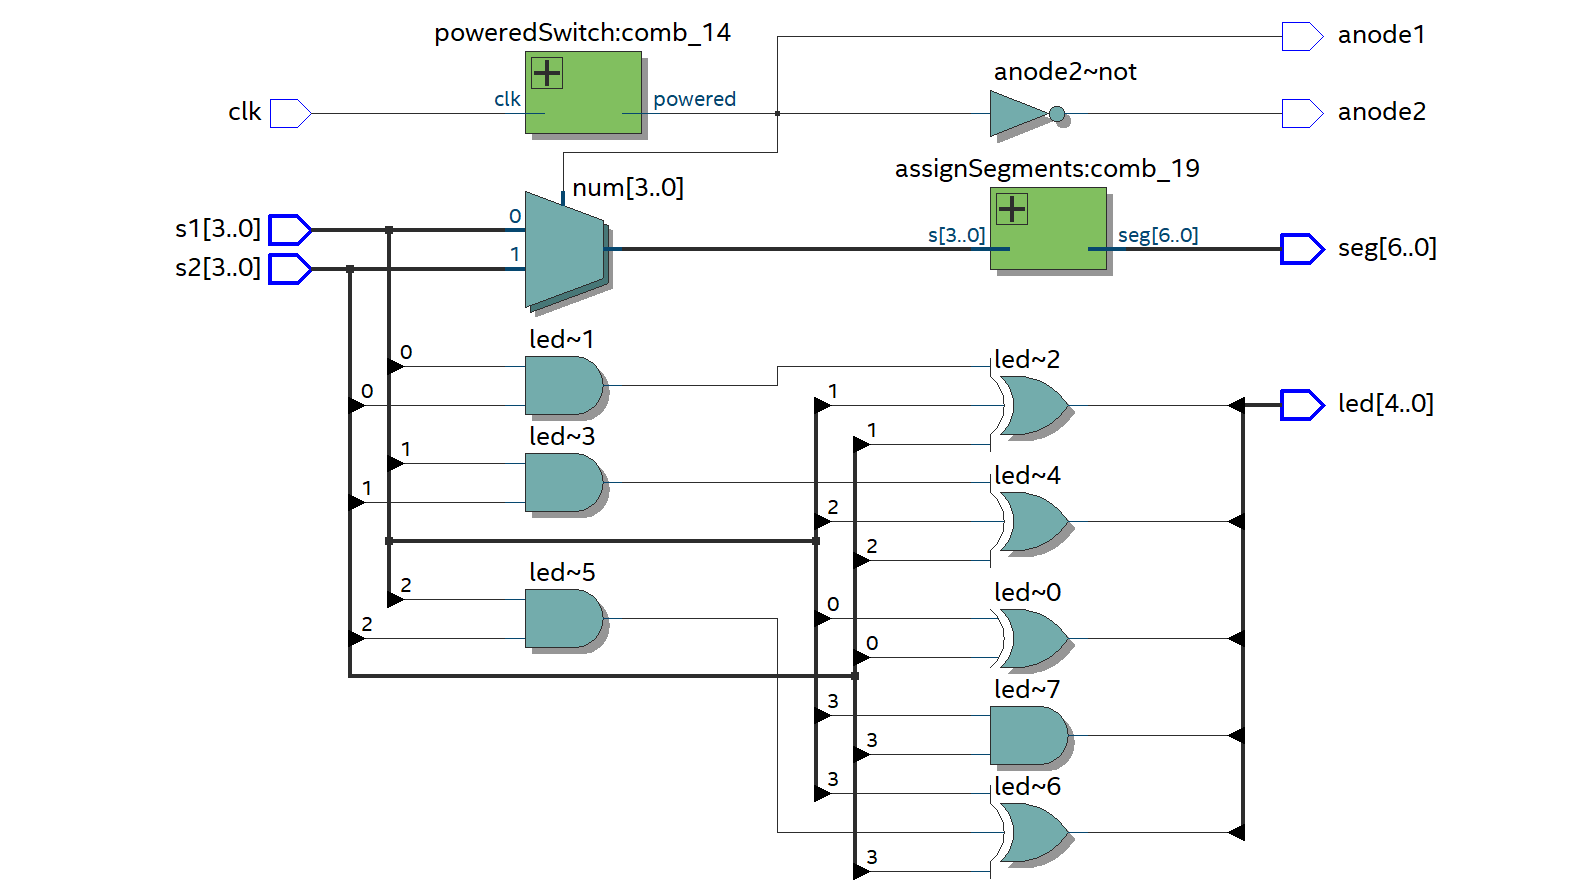 poweredSwitch:comb_14
anode1
anode2~not
clk
clk
powered
anode2
assignSegments:comb_19
num[3..0]
s1[3..0]
0
s[3..0]
seg[6..0]
seg[6..0]
s2[3..0]
1
led~1
0
led~2
0
1
led[4..0]
led~3
1
1
led~4
1
2
2
led~5
2
led~0
0
2
0
led~7
3
3
led~6
3
3